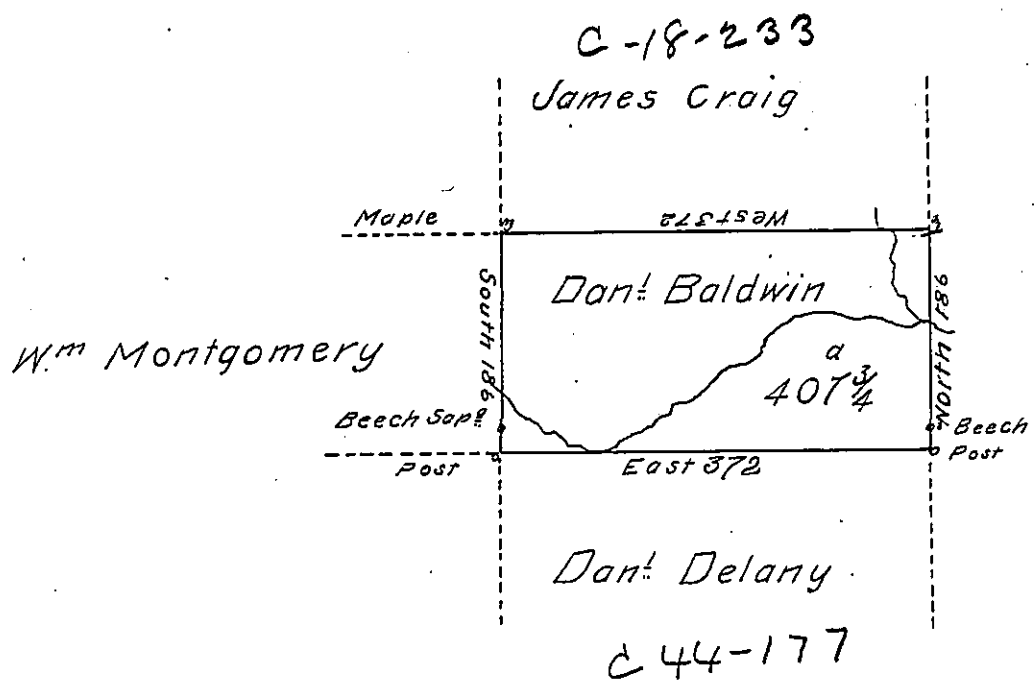 C-18-233
James Craig
Maple
West 372
South 186
Danl. Baldwin
North 186
Wm Montgomery
a
407 3/4
Beech Sapg
Beech
Post
East 372
Post
Danl. Delany
C 44-177